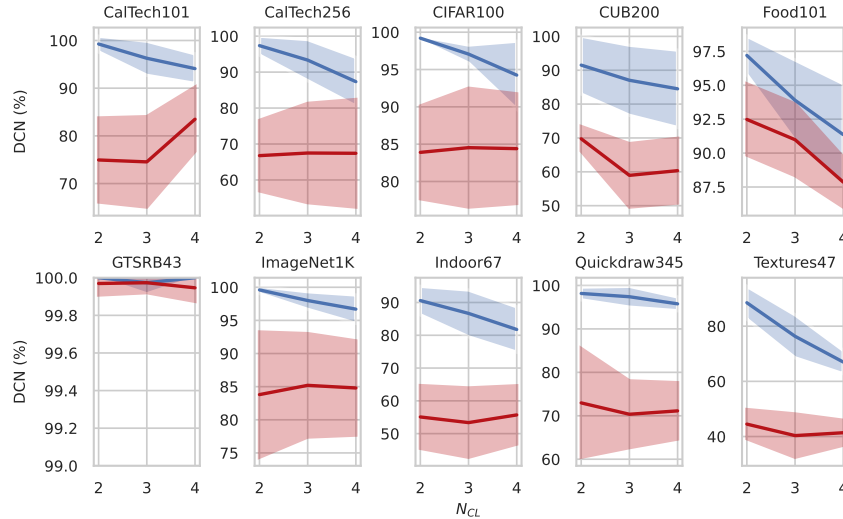 CalTech101 CalTech256 CIFAR100 CUB200 Food101
DCN (%)
100 90 80 70
100 90 80 70 60
100 95 90 85 80
100 90 80 70 60 50
97.5 95.0 92.5 90.0 87.5
2 3 4 2 3 4 2 3 4 2 3 4 2 3 4
GTSRB43 ImageNet1K Indoor67 Quickdraw345 Textures47
DCN (%)
100.0 99.8 99.6 99.4 99.2 99.0
100 95 90 85 80 75
90 80 70 60 50
100 90 80 70 60
80 60 40
2 3 4 2 3 4 2 3 4 2 3 4 2 3 4
N_CL